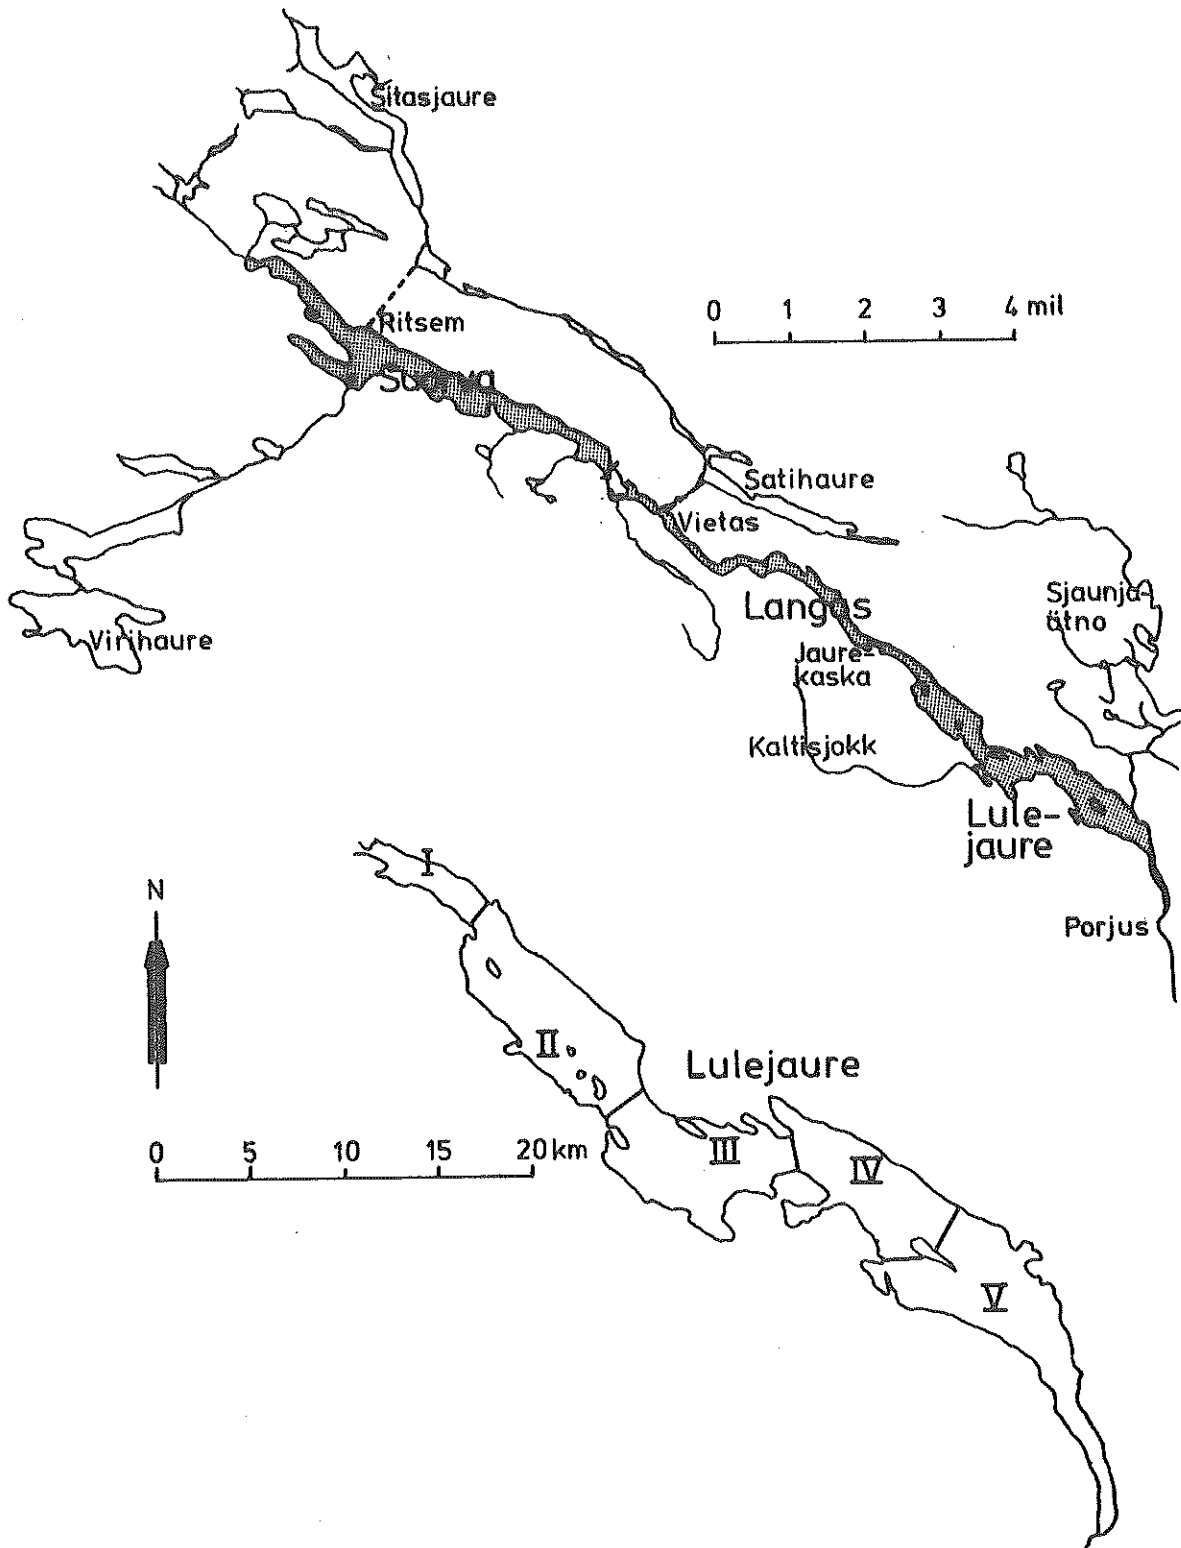 Sitasjaure
0 1 2 3 4 mil
Ritsem
Satihaure
Vietas
Sjaunja-
ätno
Langas
Virihaure
Jaure-
kaska
Kaltisjokk
Lule-
jaure
I
N
Porjus
II
Lulejaure
III
0 5 10 15 20 km
IV
V